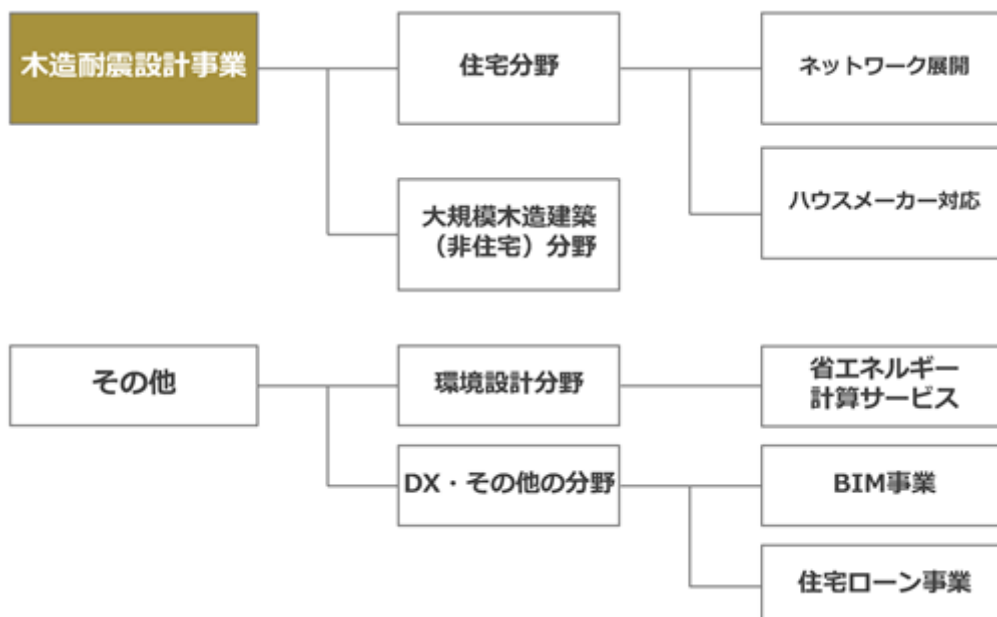 木造耐震設計事業
住宅分野
ネットワーク展開
ハウスメーカー対応
大規模木造建築
（非住宅）分野
その他
環境設計分野
省エネルギー
計算サービス
DX・その他の分野
BIM事業
住宅ローン事業